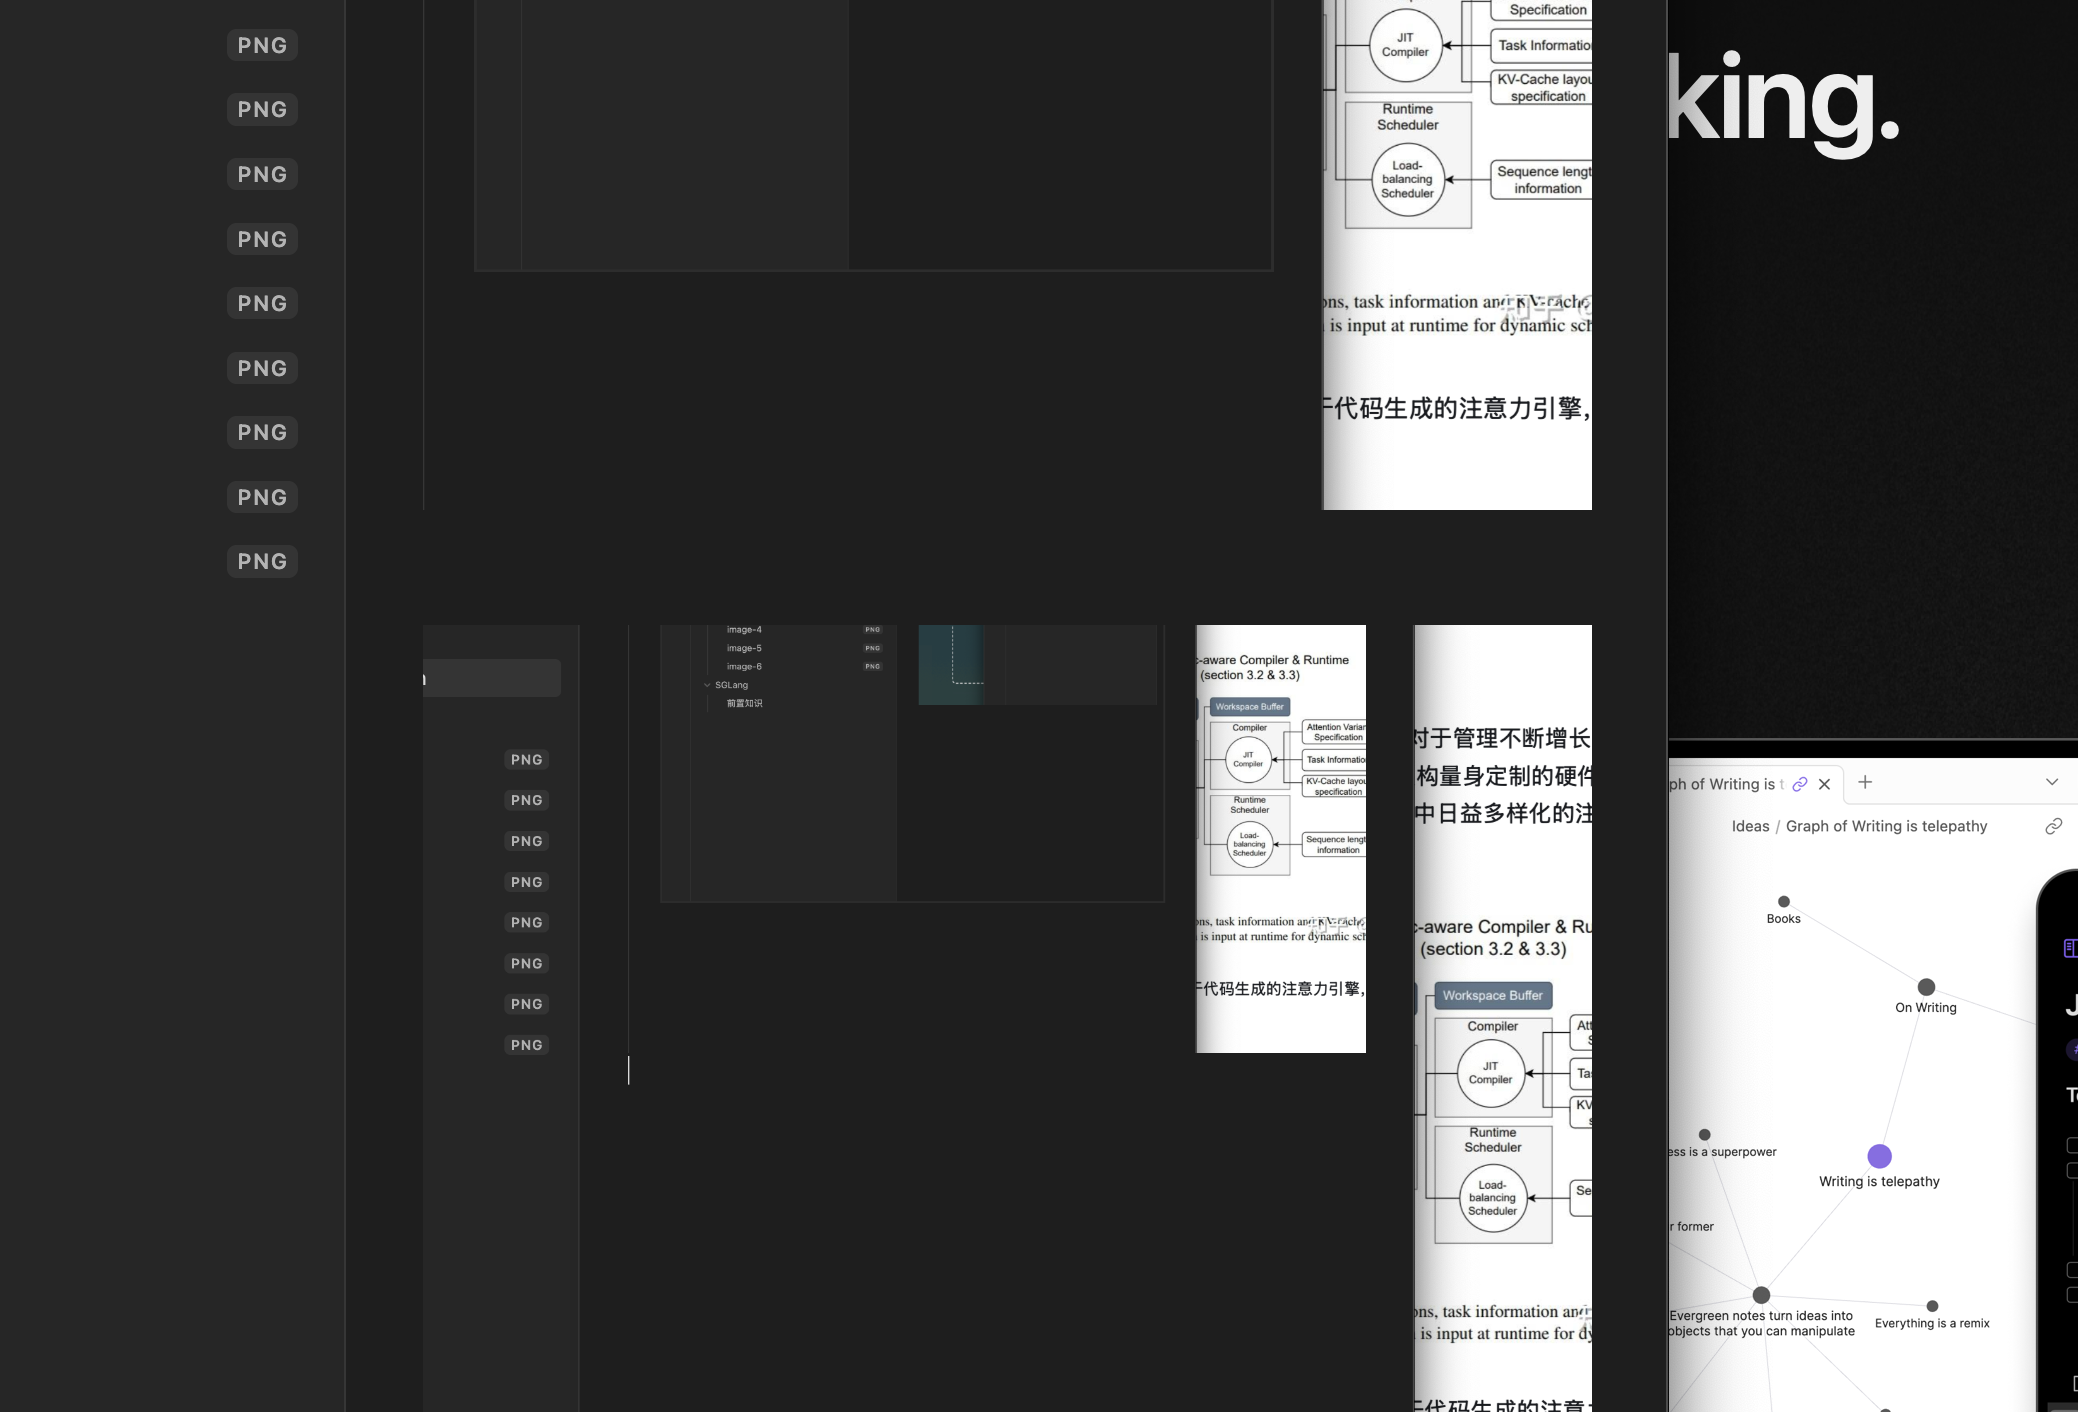 PNG
PNG
PNG
PNG
PNG
PNG
PNG
PNG
PNG
Specification
JIT
Compiler
Task Informatio
KV-Cache layou
specification
Runtime
Scheduler
Load-
balancing
Scheduler
Sequence lengt
information
ons, task information and KV-cache
知乎 @
is input at runtime for dynamic sch
代码生成的注意力引擎,
king.
PNG
PNG
PNG
PNG
PNG
PNG
PNG
PNG
image-4 PNG
image-5 PNG
image-6 PNG
SGLang
前置知识
c-aware Compiler & Runtime
(section 3.2 & 3.3)
Workspace Buffer
Compiler
JIT
Compiler
Attention Varian
Specification
Task Informatio
KV-Cache layou
specification
Runtime
Scheduler
Load-
balancing
Scheduler
Sequence lengt
information
ons, task information and KV-cache
知乎 @
is input at runtime for dynamic sch
代码生成的注意力引擎,
对于管理不断增长
构量身定制的硬件
中日益多样化的注
c-aware Compiler & Ru
(section 3.2 & 3.3)
Workspace Buffer
Compiler
JIT
Compiler
Att
S
Ta
KV
s
Runtime
Scheduler
Load-
balancing
Scheduler
Se
ons, task information and
is input at runtime for dy
代码生成的注意
ph of Writing is t
Ideas / Graph of Writing is telepathy
Books
On Writing
ess is a superpower
Writing is telepathy
r former
Evergreen notes turn ideas into
objects that you can manipulate
Everything is a remix